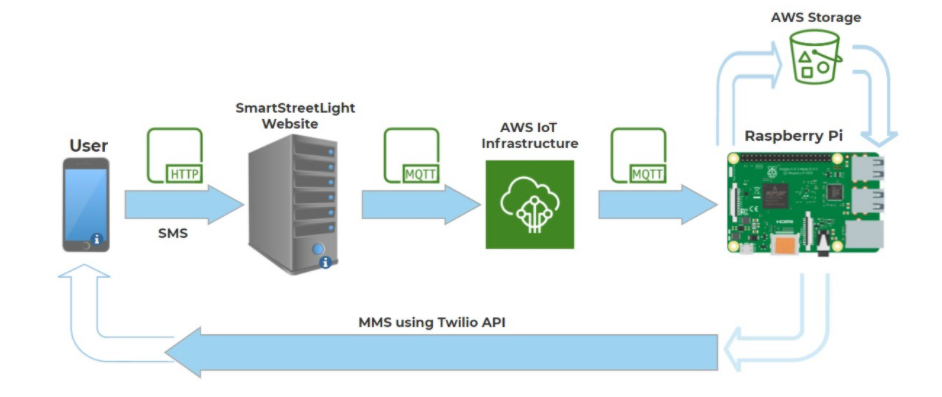 AWS Storage
SmartStreetLight
Website
AWS IoT
Infrastructure
Raspberry Pi
User
HTTP
MQTT
MQTT
SMS
MMS using Twilio API